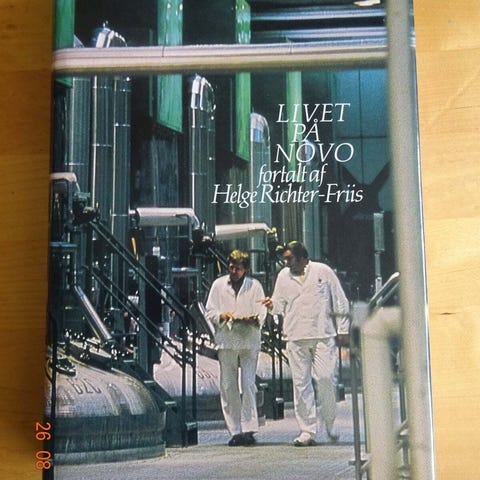 LIVET
PÅ
NOVO
fortalt af
Helge Richter-Friis
26 08